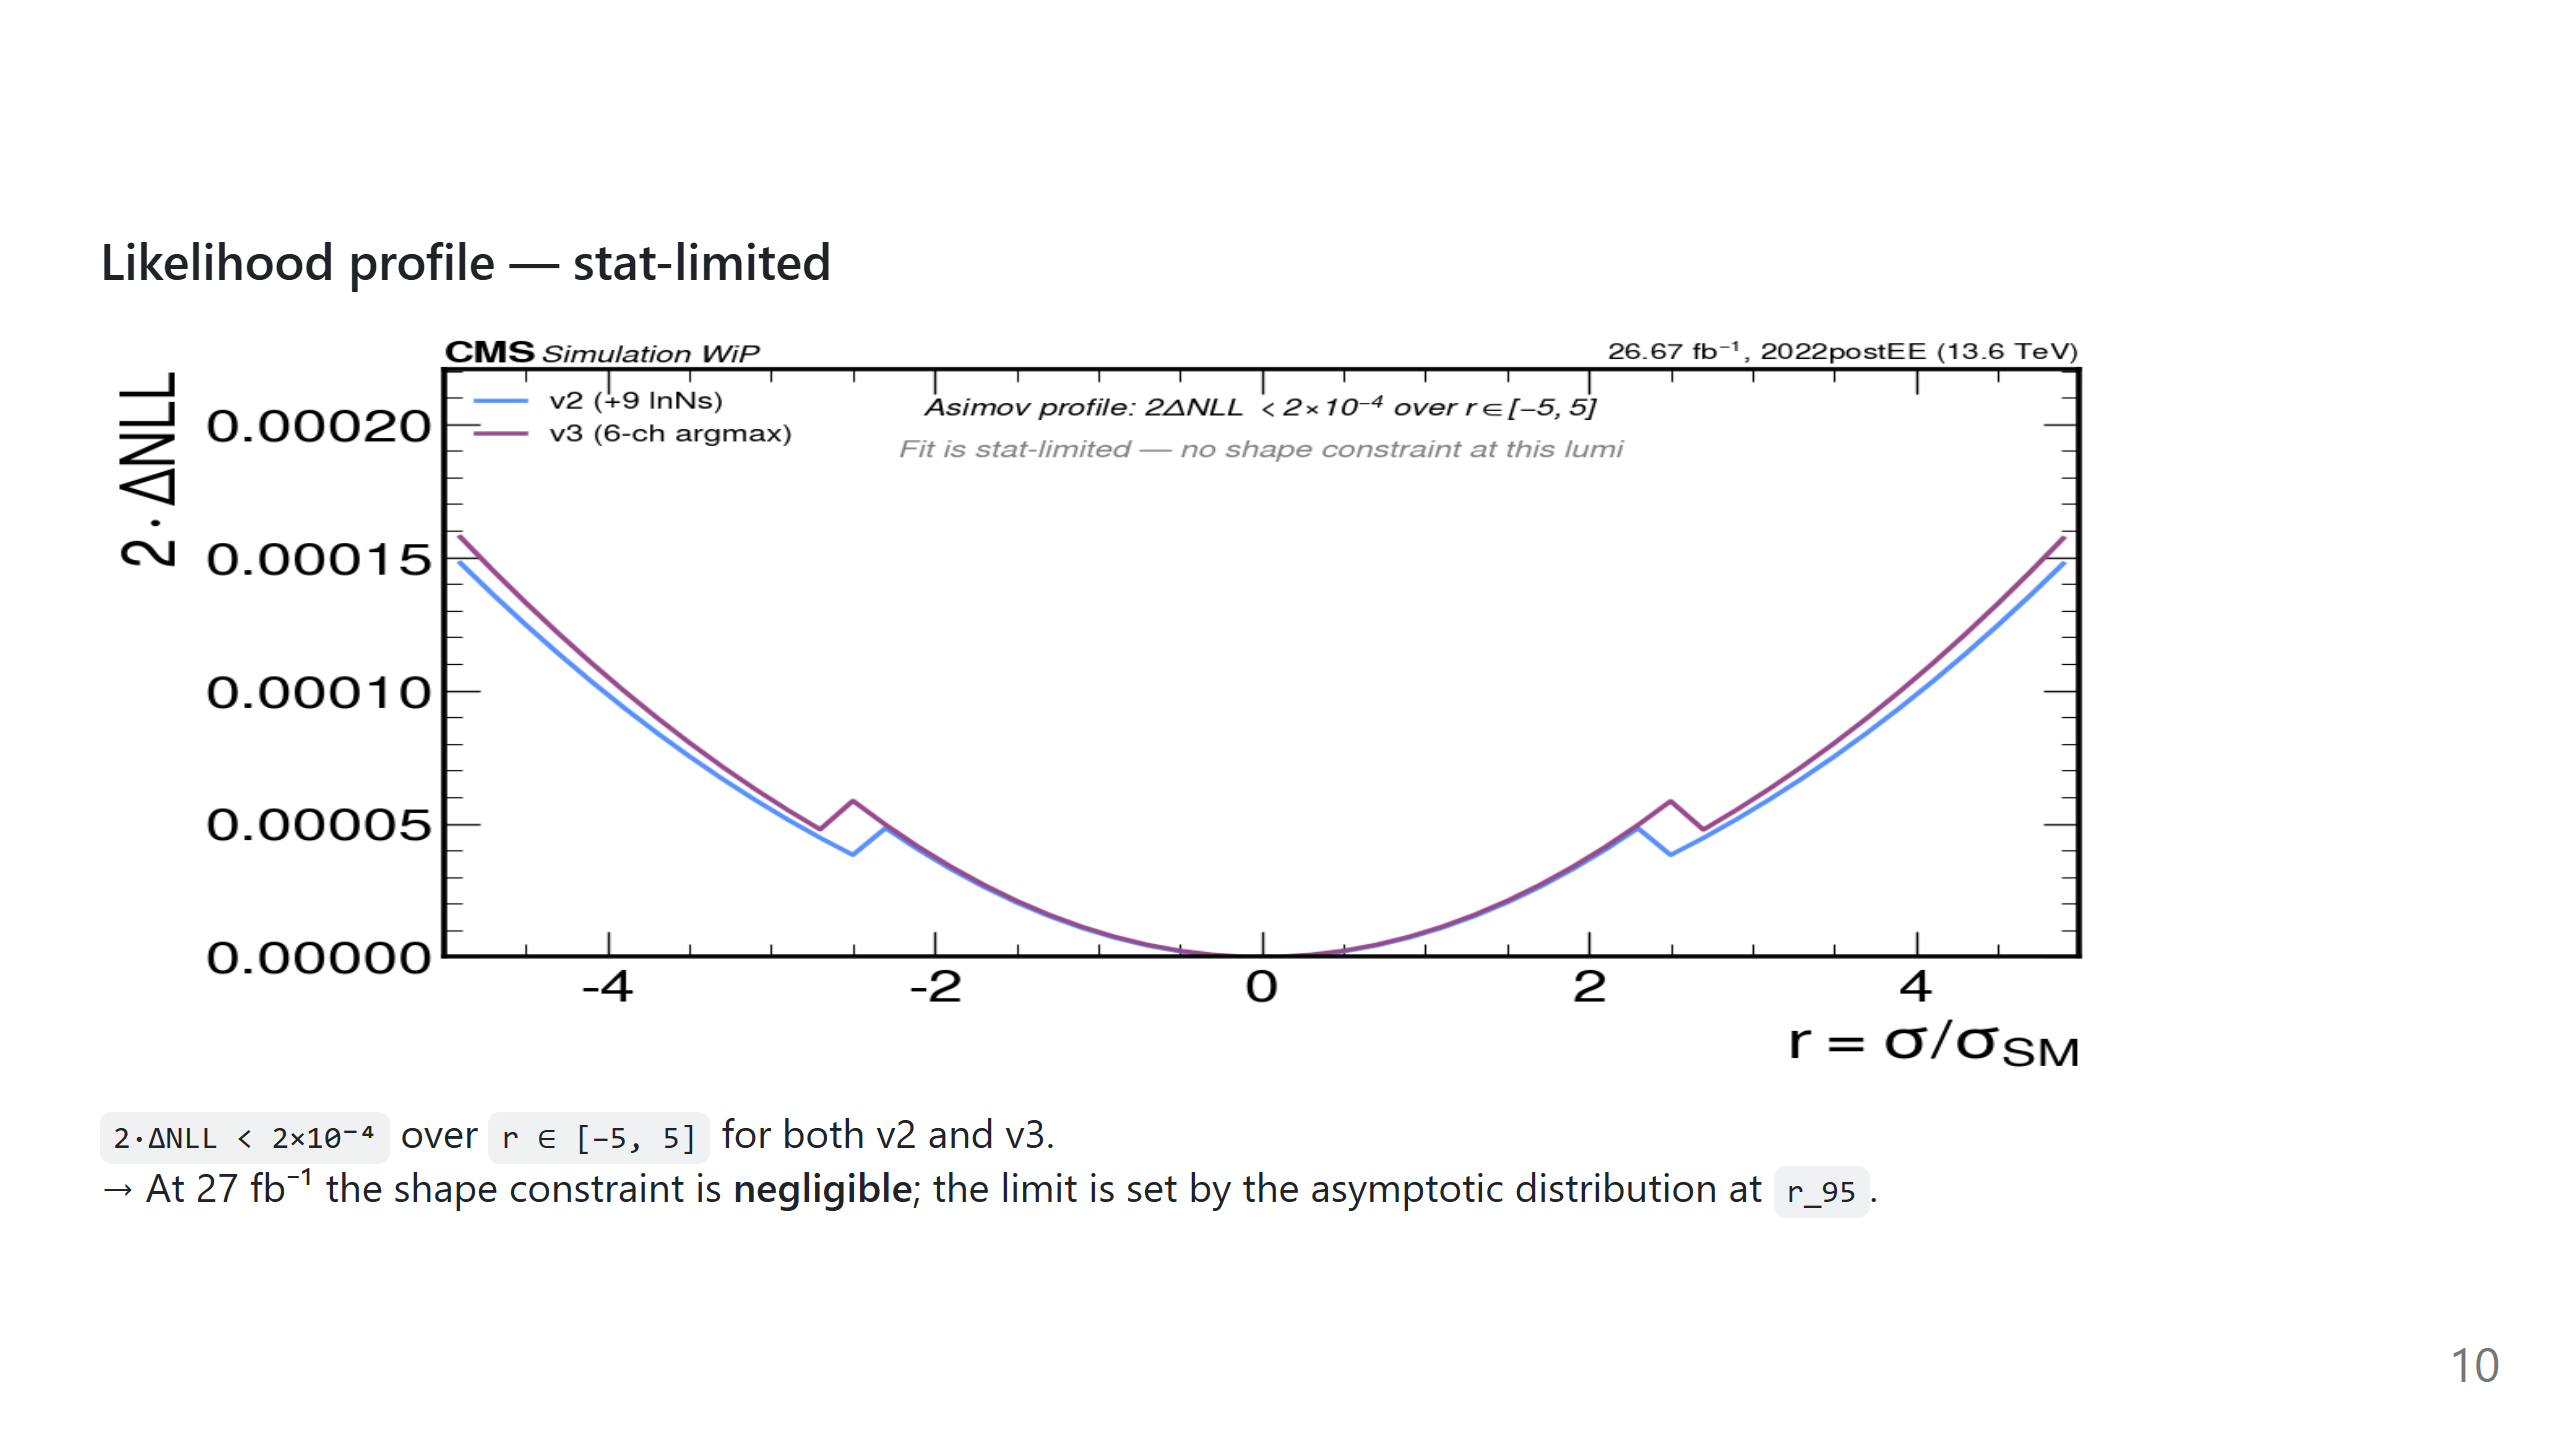 Likelihood profile — stat-limited
CMS Simulation WiP
26.67 fb⁻¹, 2022postEE (13.6 TeV)
2 · ΔNLL
v2 (+9 lnNs)
v3 (6-ch argmax)
Asimov profile: 2ΔNLL < 2×10⁻⁴ over r∈[−5, 5]
Fit is stat-limited — no shape constraint at this lumi
0.00020
0.00015
0.00010
0.00005
0.00000
-4 -2 0 2 4
r = σ/σ_SM
2·ΔNLL < 2×10⁻⁴ over r ∈ [−5, 5] for both v2 and v3.
→ At 27 fb⁻¹ the shape constraint is negligible; the limit is set by the asymptotic distribution at r_95.
10